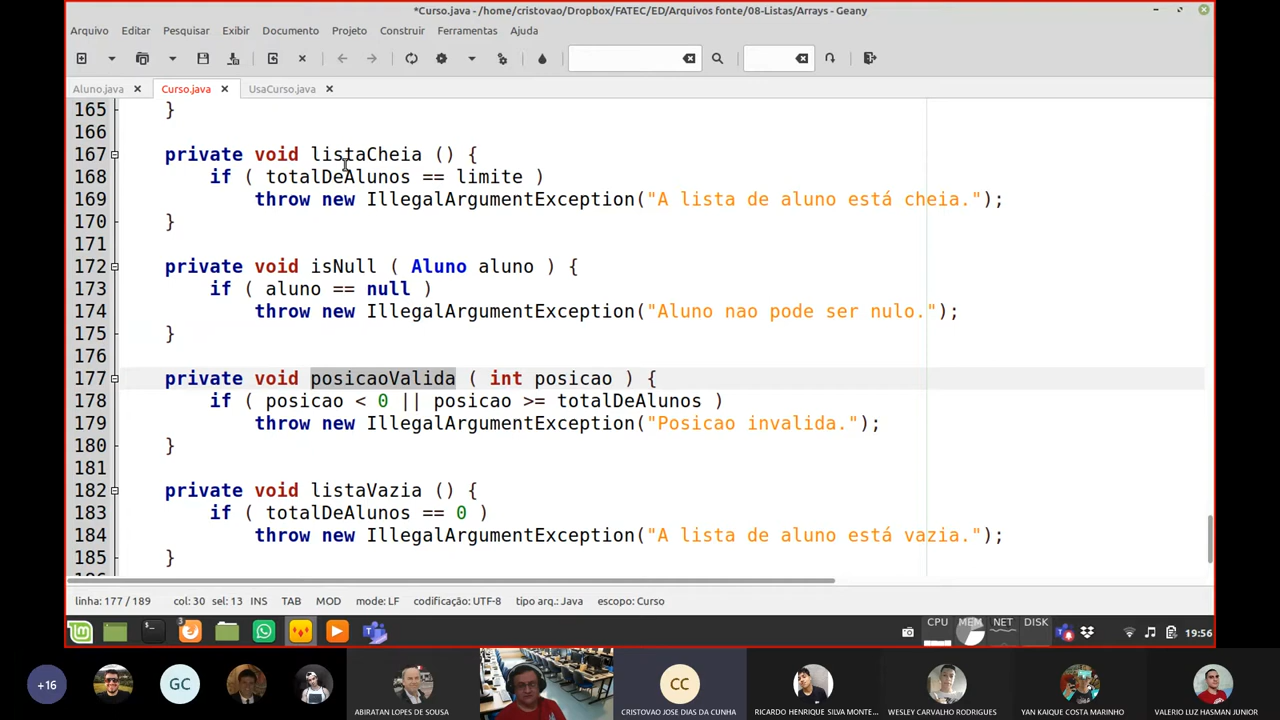 *Curso.java - /home/cristovao/Dropbox/FATEC/ED/Arquivos fonte/08-Listas/Arrays - Geany
Arquivo Editar Pesquisar Exibir Documento Projeto Construir Ferramentas Ajuda
Aluno.java Curso.java UsaCurso.java
165 }
166
167 private void listaCheia () {
168 if ( totalDeAlunos == limite )
169 throw new IllegalArgumentException("A lista de aluno está cheia.");
170 }
171
172 private void isNull ( Aluno aluno ) {
173 if ( aluno == null )
174 throw new IllegalArgumentException("Aluno nao pode ser nulo.");
175 }
176
177 private void posicaoValida ( int posicao ) {
178 if ( posicao < 0 || posicao >= totalDeAlunos )
179 throw new IllegalArgumentException("Posicao invalida.");
180 }
181
182 private void listaVazia () {
183 if ( totalDeAlunos == 0 )
184 throw new IllegalArgumentException("A lista de aluno está vazia.");
185 }
linha: 177 / 189 col: 30 sel: 13 INS TAB MOD mode: LF codificação: UTF-8 tipo arq.: Java escopo: Curso
3 CPU MEM NET DISK 19:56
+16 GC CC
ABIRATAN LOPES DE SOUSA CRISTOVAO JOSE DIAS DA CUNHA RICARDO HENRIQUE SILVA MONTE... WESLEY CARVALHO RODRIGUES YAN KAIQUE COSTA MARINHO VALERIO LUZ HASMAN JUNIOR